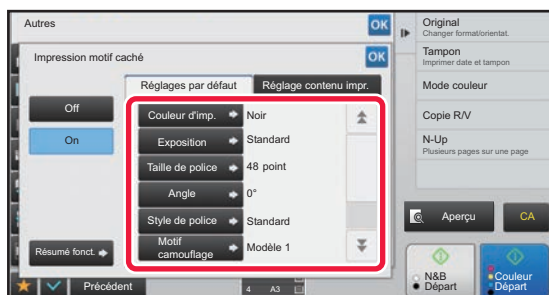 Autres
OK
Impression motif caché
OK
Réglages par défaut
Réglage contenu impr.
Off
On
Couleur d'imp.
Noir
Exposition
Standard
Taille de police
48 point
Angle
0°
Style de police
Standard
Motif
camouflage
Modèle 1
Résumé fonct.
Précédent
4 A3
Original
Changer format/orientat.
Tampon
Imprimer date et tampon
Mode couleur
Copie R/V
N-Up
Plusieurs pages sur une page
Aperçu
CA
N&B
Départ
Couleur
Départ